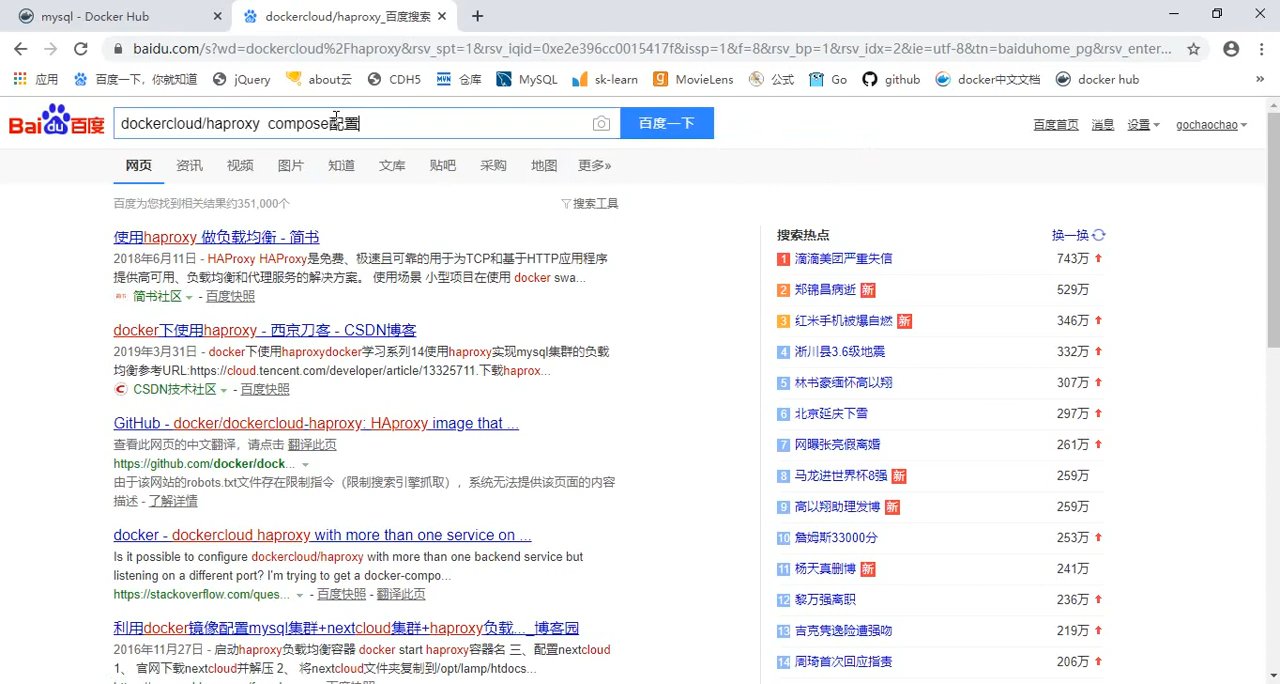 mysql - Docker Hub
dockercloud/haproxy_百度搜索
baidu.com/s?wd=dockercloud%2Fhaproxy&rsv_spt=1&rsv_iqid=0xe2e396cc0015417f&issp=1&f=8&rsv_bp=1&rsv_idx=2&ie=utf-8&tn=baiduhome_pg&rsv_enter...
应用 百度一下，你就知道 jQuery about云 CDH5 仓库 MySQL sk-learn MovieLens 公式 Go github docker中文文档 docker hub »
Bai du 百度
dockercloud/haproxy compose配置
百度一下
百度首页 消息 设置 gochaochao
网页 资讯 视频 图片 知道 文库 贴吧 采购 地图 更多»
百度为您找到相关结果约351,000个
搜索工具
使用haproxy 做负载均衡 - 简书
2018年6月11日 - HAProxy HAProxy是免费、极速且可靠的用于为TCP和基于HTTP应用程序
提供高可用、负载均衡和代理服务的解决方案。 使用场景 小型项目在使用 docker swa...
简书社区 - 百度快照
docker下使用haproxy - 西京刀客 - CSDN博客
2019年3月31日 - docker下使用haproxydocker学习系列14使用haproxy实现mysql集群的负载
均衡参考URL:https://cloud.tencent.com/developer/article/13325711.下载haprox...
CSDN技术社区 - 百度快照
GitHub - docker/dockercloud-haproxy: HAproxy image that ...
查看此网页的中文翻译，请点击 翻译此页
https://github.com/docker/dock...
由于该网站的robots.txt文件存在限制指令（限制搜索引擎抓取），系统无法提供该页面的内容
描述 - 了解详情
docker - dockercloud haproxy with more than one service on ...
Is it possible to configure dockercloud/haproxy with more than one backend service but
listening on a different port? I'm trying to get a docker-compo...
https://stackoverflow.com/ques... - 百度快照 - 翻译此页
利用docker镜像配置mysql集群+nextcloud集群+haproxy负载..._博客园
2016年11月27日 - 启动haproxy负载均衡容器 docker start haproxy容器名 三、配置nextcloud
1、 官网下载nextcloud并解压 2、 将nextcloud文件夹复制到/opt/lamp/htdocs...
搜索热点
换一换
1 滴滴美团严重失信 743万
2 郑锦昌病逝 新 529万
3 红米手机被爆自燃 新 346万
4 淅川县3.6级地震 332万
5 林书豪缅怀高以翔 307万
6 北京延庆下雪 297万
7 网曝张亮假离婚 261万
8 马龙进世界杯8强 新 259万
9 高以翔助理发博 新 259万
10 詹姆斯33000分 253万
11 杨天真删博 新 241万
12 黎万强离职 236万
13 吉克隽逸险遭强吻 219万
14 周琦首次回应指责 206万